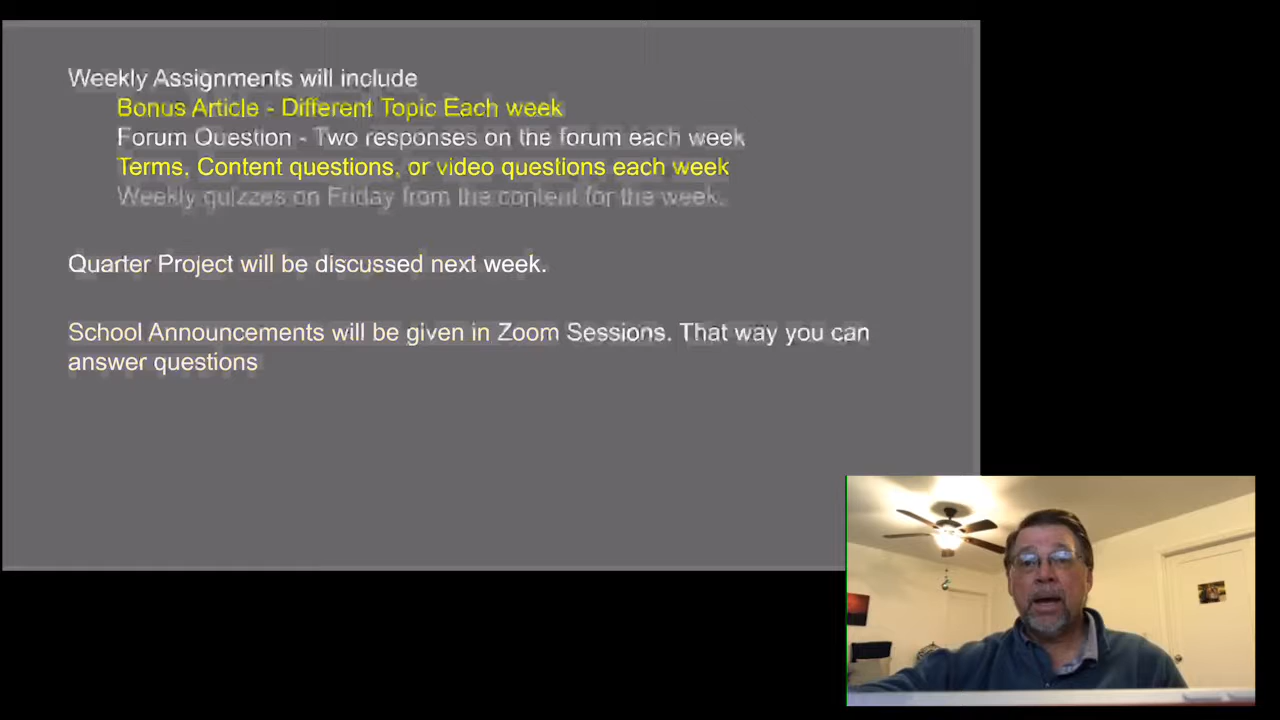 Weekly Assignments will include
Bonus Article - Different Topic Each week
Forum Question - Two responses on the forum each week
Terms. Content questions, or video questions each week
Weekly quizzes on Friday from the content for the week.
Quarter Project will be discussed next week.
School Announcements will be given in Zoom Sessions. That way you can
answer questions